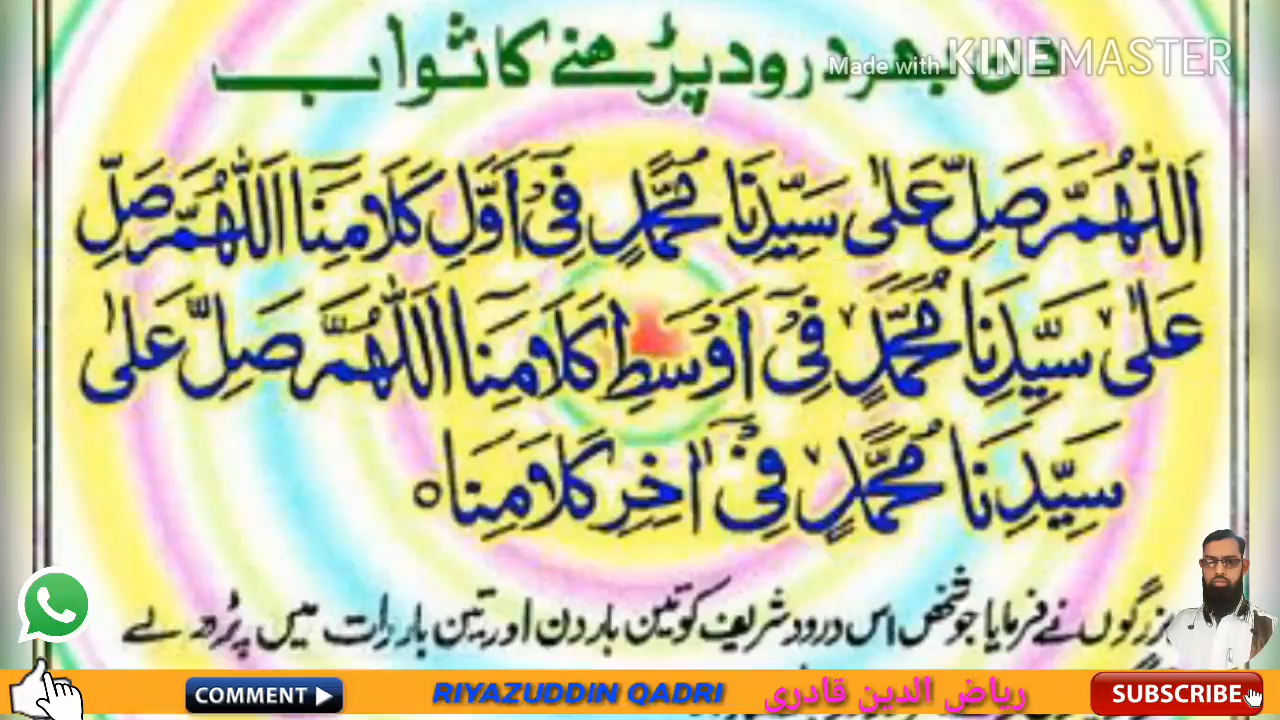 دن بھر درود پڑھنے کا ثواب
Made with KINEMASTER
اَللّٰهُمَّ صَلِّ عَلٰى سَيِّدِنَا مُحَمَّدٍ فِيْٓ اَوَّلِ كَلَامِنَآ اَللّٰهُمَّ صَلِّ
عَلٰى سَيِّدِنَا مُحَمَّدٍ فِيْٓ اَوْسَطِ كَلَامِنَآ اَللّٰهُمَّ صَلِّ عَلٰى
سَيِّدِنَا مُحَمَّدٍ فِيْٓ اٰخِرِ كَلَامِنَا ه
بزرگوں نے فرمایا جو شخص اس درود شریف کو تین بار دن اور تین بار رات میں پڑھ لے
COMMENT
RIYAZUDDIN QADRI
ریاض الدین قادری
SUBSCRIBE